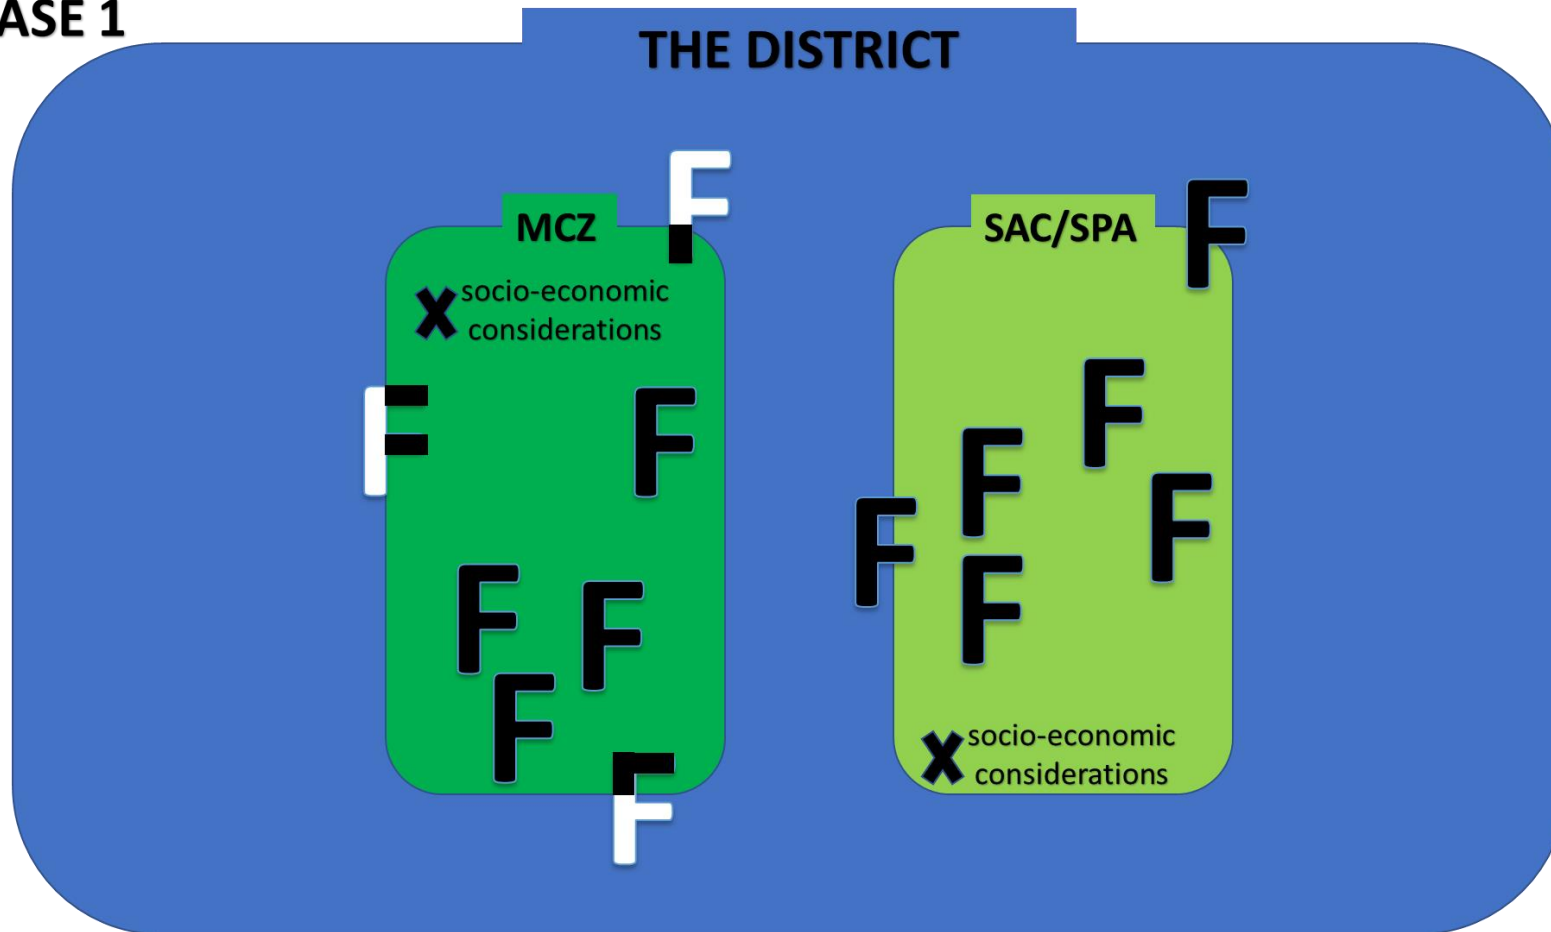 ASE 1
THE DISTRICT
F
F
MCZ
SAC/SPA
X socio-economic
considerations
F
F
F
F
F
F
F
F
F
F
F
F
X socio-economic
considerations